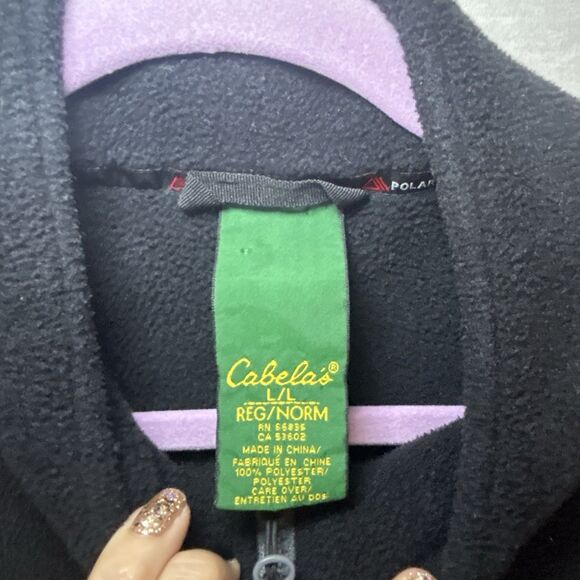 POLAR
Cabela's®
L/L
REG/NORM
RN 66835
CA 53602
MADE IN CHINA/
FABRIQUÉ EN CHINE
100% POLYESTER/
POLYESTER
CARE OVER/
ENTRETIEN AU DOS